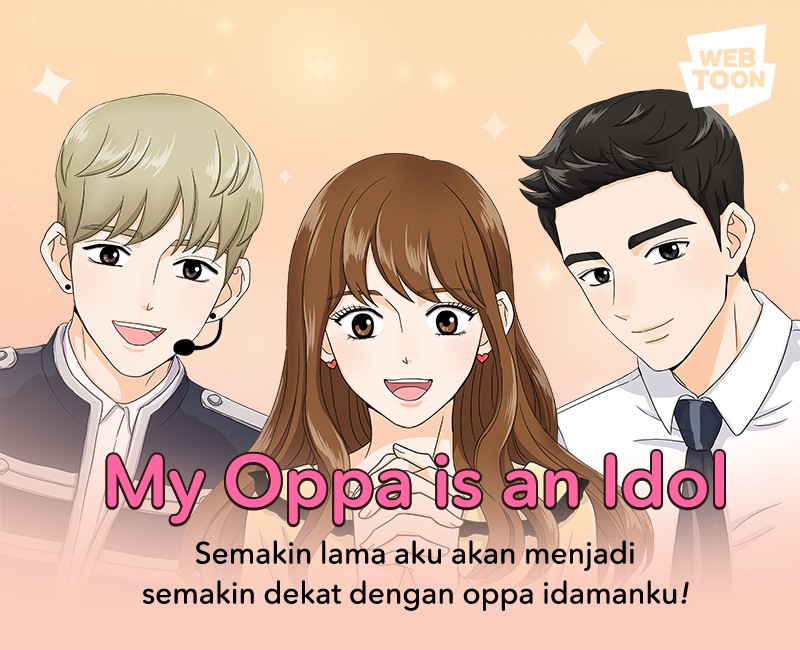 WEB
TOON
My Oppa is an Idol
Semakin lama aku akan menjadi
semakin dekat dengan oppa idamanku!